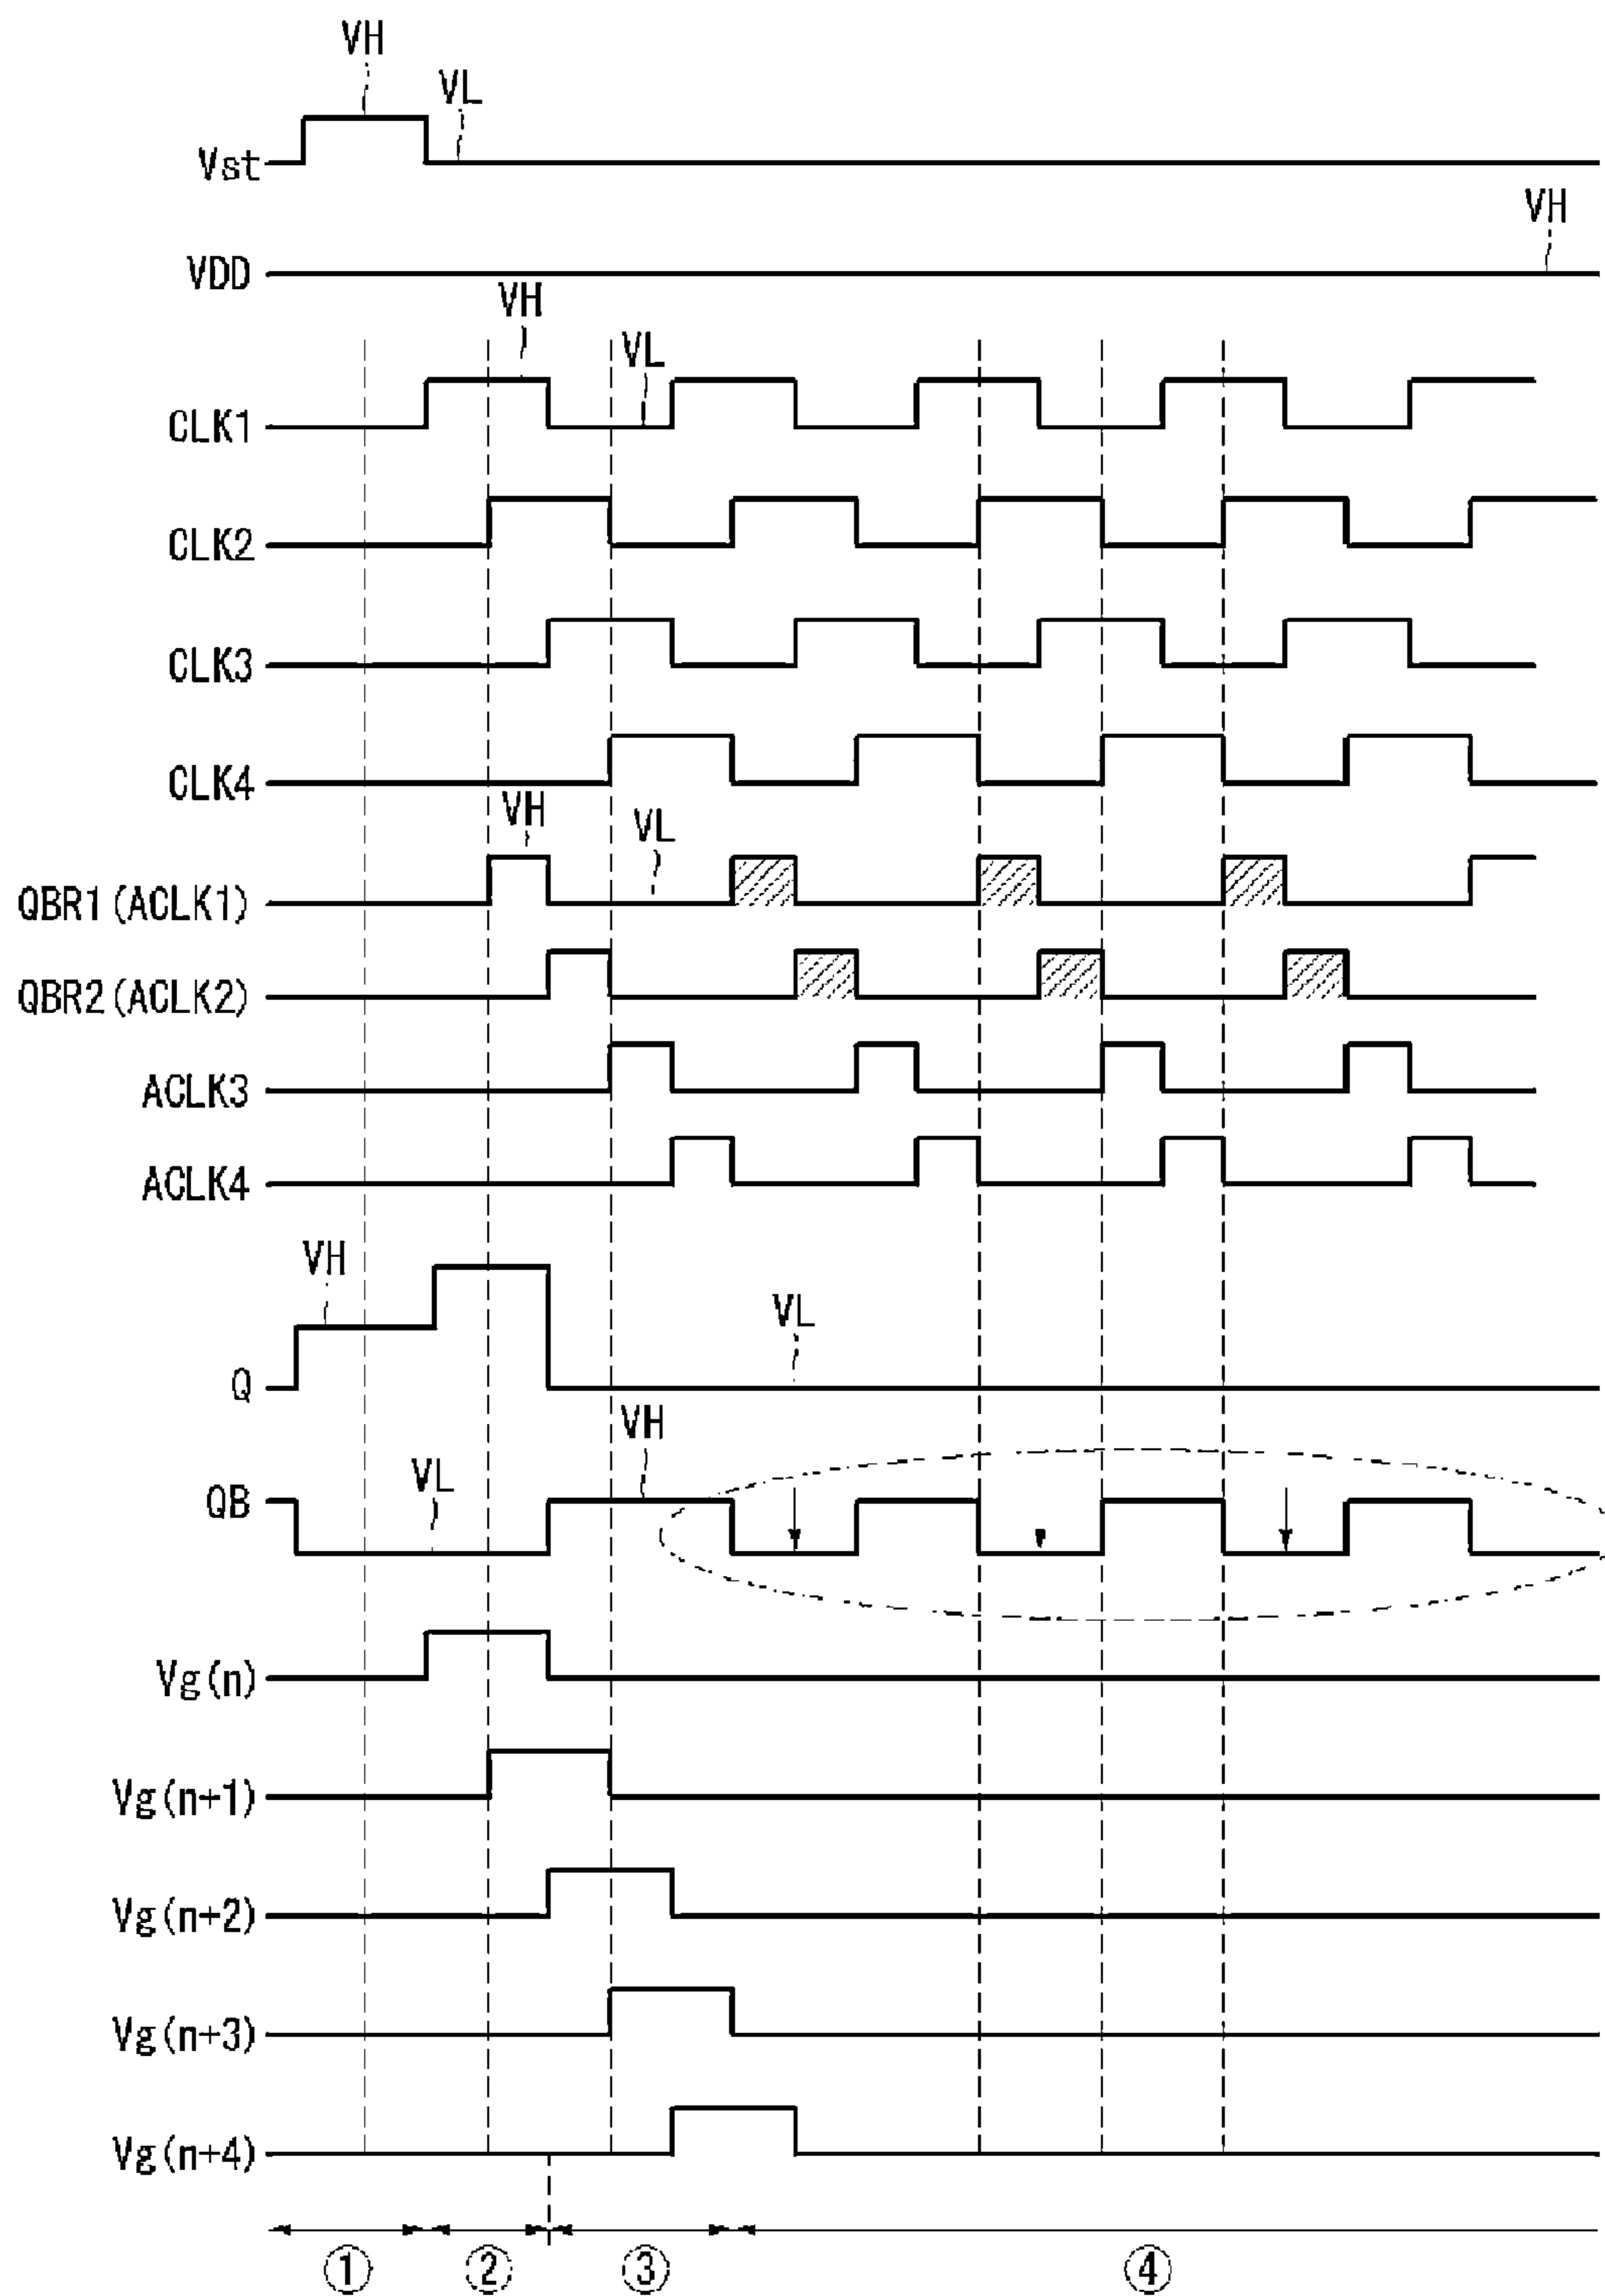 VH
VL
Vst
VH
VDD
VH
VL
CLK1
CLK2
CLK3
CLK4
VH
VL
QBR1(ACLK1)
QBR2(ACLK2)
ACLK3
ACLK4
VH
VL
Q
VH
VL
QB
Vg(n)
Vg(n+1)
Vg(n+2)
Vg(n+3)
Vg(n+4)
① ② ③ ④